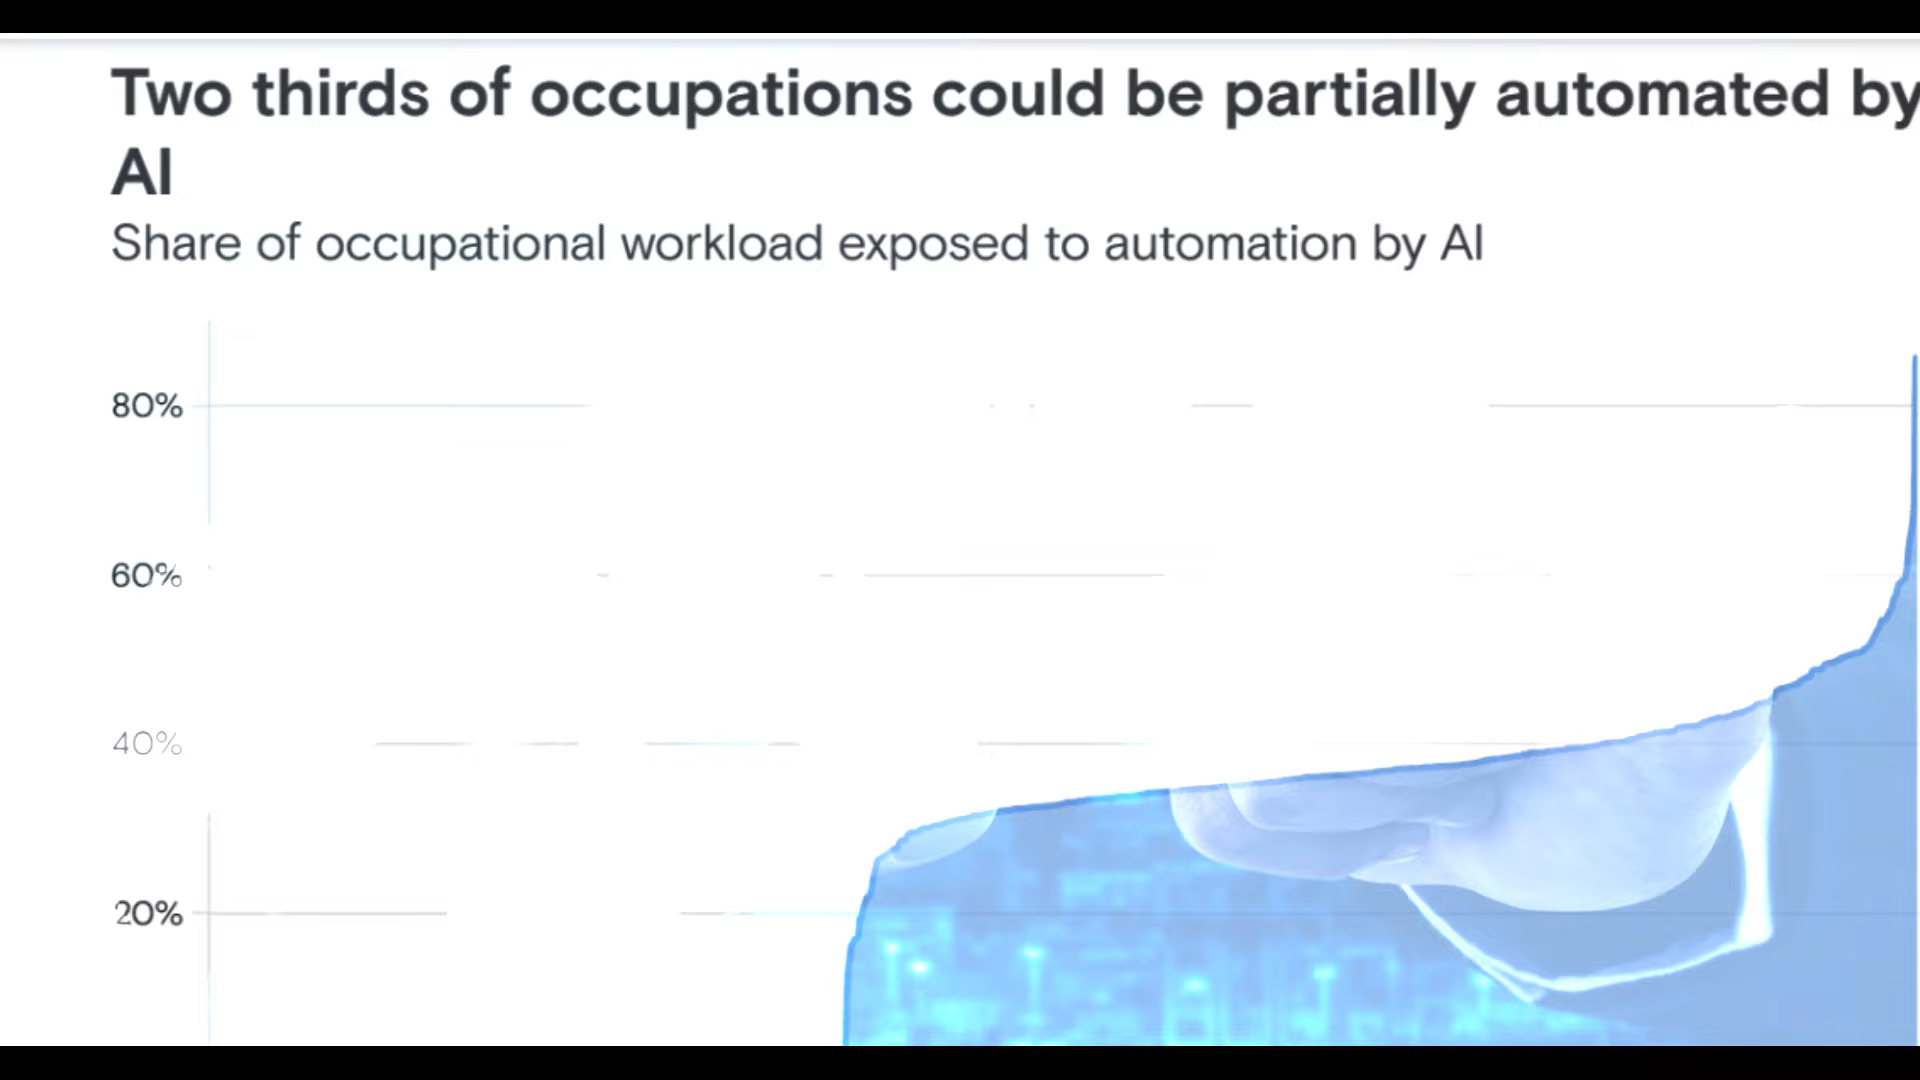 Two thirds of occupations could be partially automated by
AI
Share of occupational workload exposed to automation by AI
80%
60%
40%
20%